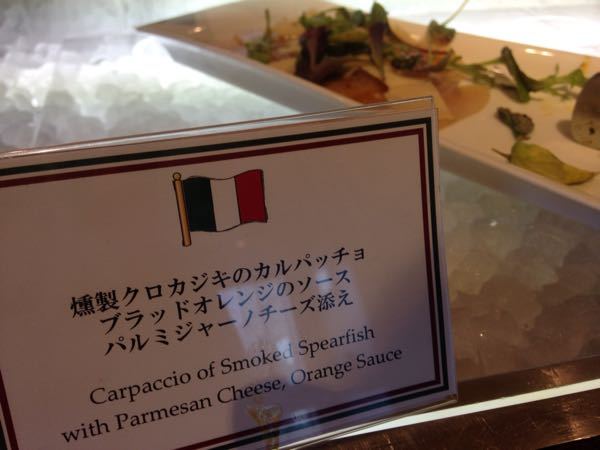 燻製クロカジキのカルパッチョ
ブラッドオレンジのソース
パルミジャーノチーズ添え
Carpaccio of Smoked Spearfish
with Parmesan Cheese, Orange Sauce